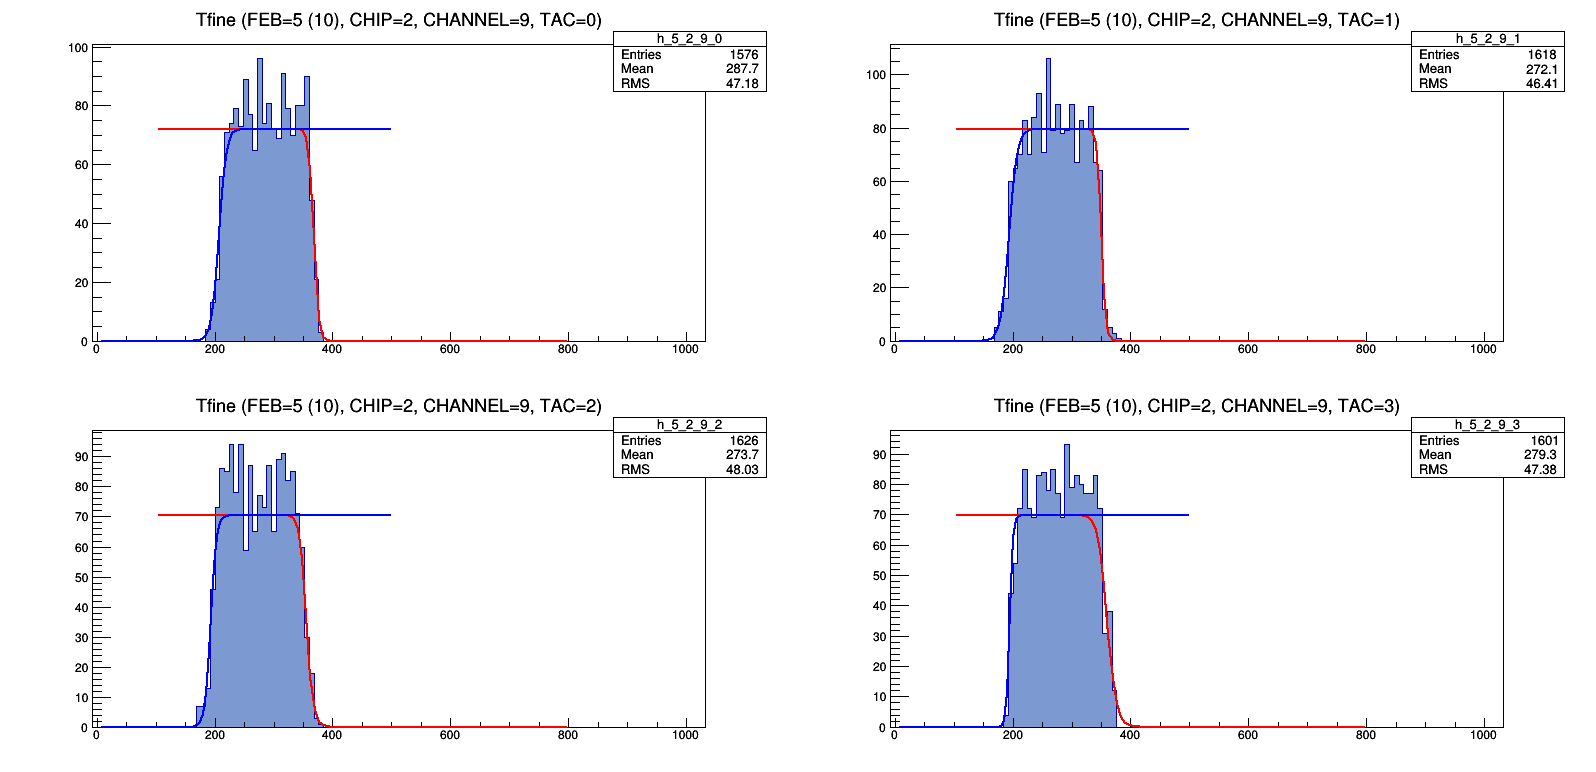 Tfine (FEB=5 (10), CHIP=2, CHANNEL=9, TAC=0)
h_5_2_9_0
Entries 1576
Mean 287.7
RMS 47.18
100
80
60
40
20
0
0 200 400 600 800 1000
Tfine (FEB=5 (10), CHIP=2, CHANNEL=9, TAC=1)
h_5_2_9_1
Entries 1618
Mean 272.1
RMS 46.41
100
80
60
40
20
0
0 200 400 600 800 1000
Tfine (FEB=5 (10), CHIP=2, CHANNEL=9, TAC=2)
h_5_2_9_2
Entries 1626
Mean 273.7
RMS 48.03
90
80
70
60
50
40
30
20
10
0
0 200 400 600 800 1000
Tfine (FEB=5 (10), CHIP=2, CHANNEL=9, TAC=3)
h_5_2_9_3
Entries 1601
Mean 279.3
RMS 47.38
90
80
70
60
50
40
30
20
10
0
0 200 400 600 800 1000